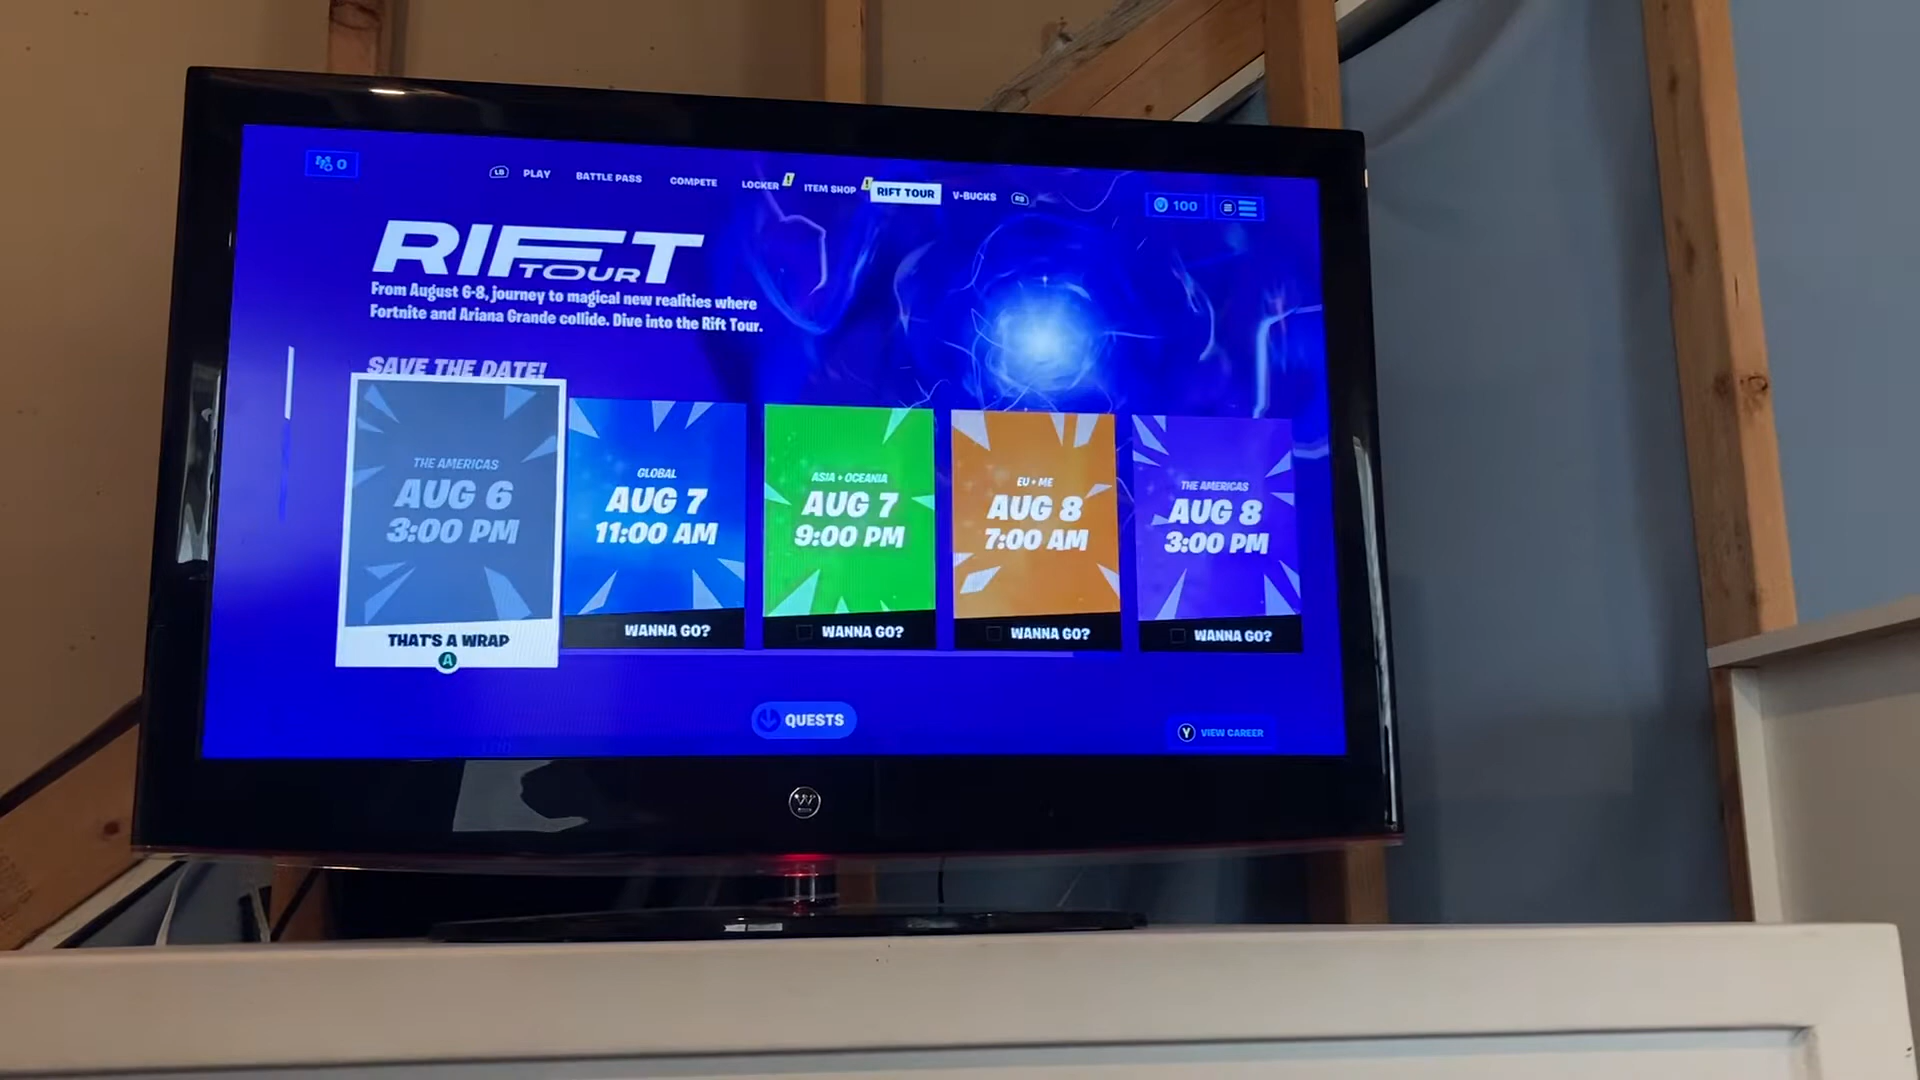 0
LB PLAY BATTLE PASS COMPETE LOCKER ! ITEM SHOP ! RIFT TOUR V-BUCKS RB
100
RIFT
TOUR
From August 6-8, journey to magical new realities where
Fortnite and Ariana Grande collide. Dive into the Rift Tour.
SAVE THE DATE!
THE AMERICAS
AUG 6
3:00 PM
THAT'S A WRAP
A
GLOBAL
AUG 7
11:00 AM
WANNA GO?
ASIA + OCEANIA
AUG 7
9:00 PM
WANNA GO?
EU + ME
AUG 8
7:00 AM
WANNA GO?
THE AMERICAS
AUG 8
3:00 PM
WANNA GO?
QUESTS
Y VIEW CAREER
W